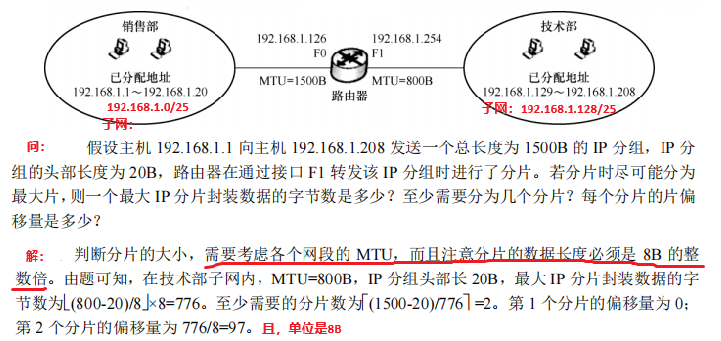 销售部
已分配地址
192.168.1.1～192.168.1.20
192.168.1.0/25
子网：
192.168.1.126
F0
MTU=1500B
路由器
192.168.1.254
F1
MTU=800B
技术部
已分配地址
192.168.1.129～192.168.1.208
子网：192.168.1.128/25
问： 假设主机 192.168.1.1 向主机 192.168.1.208 发送一个总长度为 1500B 的 IP 分组，IP 分
组的头部长度为 20B，路由器在通过接口 F1 转发该 IP 分组时进行了分片。若分片时尽可能分为
最大片，则一个最大 IP 分片封装数据的字节数是多少？至少需要分为几个分片？每个分片的片偏
移量是多少？
解： 判断分片的大小，需要考虑各个网段的 MTU，而且注意分片的数据长度必须是 8B 的整
数倍。由题可知，在技术部子网内，MTU=800B，IP 分组头部长 20B，最大 IP 分片封装数据的字
节数为⌊(800-20)/8⌋×8=776。至少需要的分片数为⌈(1500-20)/776⌉=2。第 1 个分片的偏移量为 0；
第 2 个分片的偏移量为 776/8=97。且，单位是8B